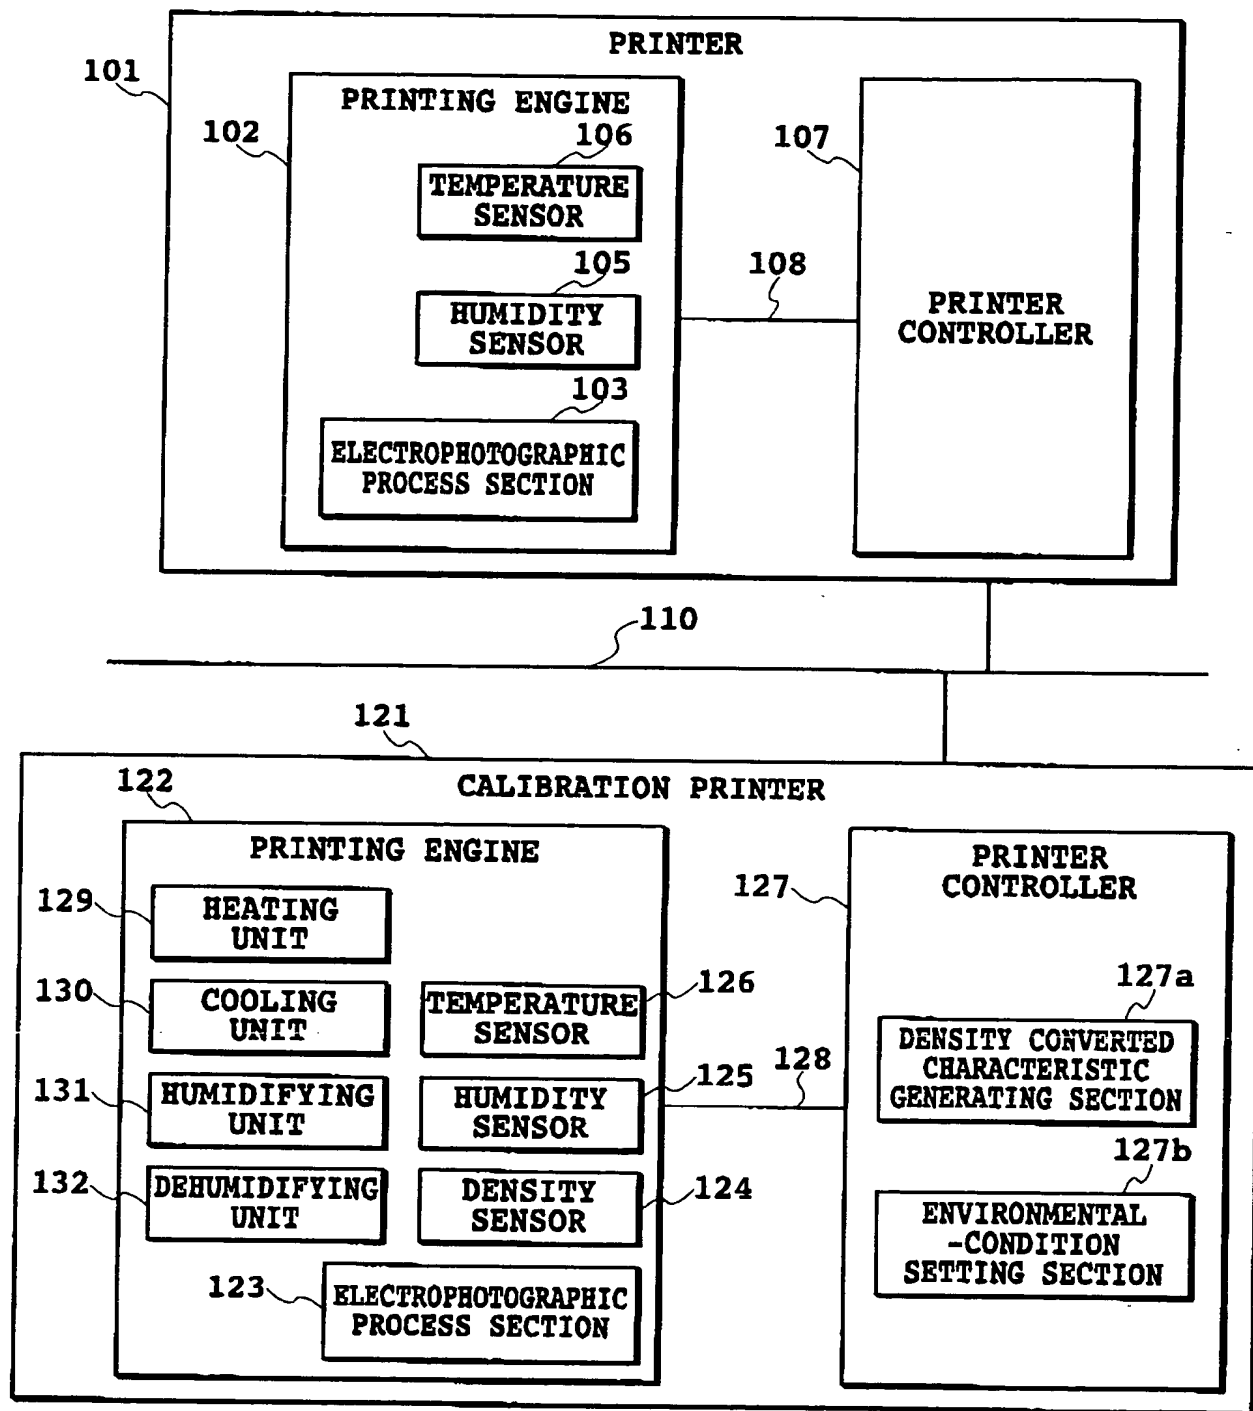 PRINTER
101
PRINTING ENGINE
102
106
107
TEMPERATURE
SENSOR
105
108
HUMIDITY
SENSOR
PRINTER
CONTROLLER
103
ELECTROPHOTOGRAPHIC
PROCESS SECTION
110
121
CALIBRATION PRINTER
122
PRINTING ENGINE
PRINTER
CONTROLLER
127
129
HEATING
UNIT
130
COOLING
UNIT
126
TEMPERATURE
SENSOR
127a
DENSITY CONVERTED
CHARACTERISTIC
GENERATING SECTION
131
HUMIDIFYING
UNIT
125
HUMIDITY
SENSOR
128
132
DEHUMIDIFYING
UNIT
124
DENSITY
SENSOR
127b
ENVIRONMENTAL
-CONDITION
SETTING SECTION
123
ELECTROPHOTOGRAPHIC
PROCESS SECTION